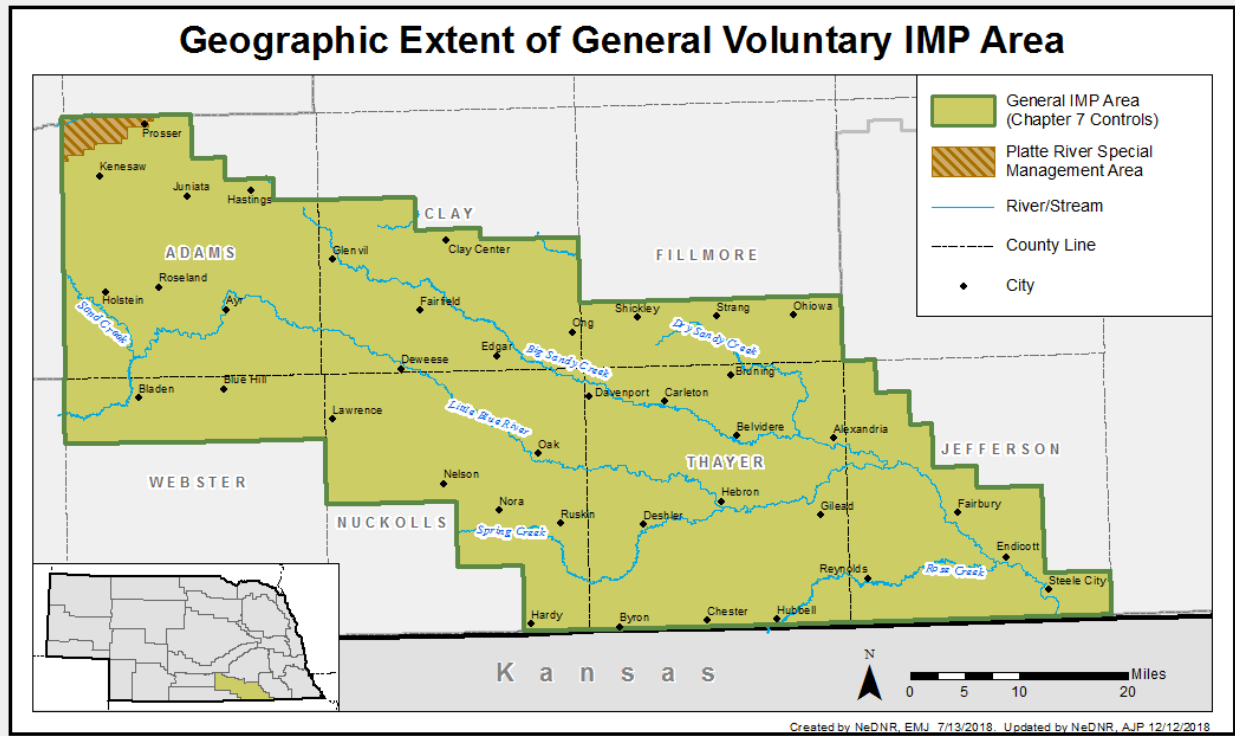 Geographic Extent of General Voluntary IMP Area
General IMP Area
(Chapter 7 Controls)
Platte River Special
Management Area
River/Stream
County Line
City
Prosser
Kenesaw
Juniata
Hastings
CLAY
Clay Center
ADAMS
Glenvil
FILLMORE
Roseland
Holstein
Sand Creek
Ayr
Fairfield
Ong
Shickley
Strang
Ohiowa
Dry Sandy Creek
Edgar
Big Sandy Creek
Deweese
Bruning
Bladen
Blue Hill
Davenport
Carleton
Lawrence
Little Blue River
Belvidere
Alexandria
Oak
THAYER
JEFFERSON
WEBSTER
Nelson
Hebron
Nora
Gilead
Fairbury
NUCKOLLS
Ruskin
Deshler
Spring Creek
Endicott
Reynolds
Rose Creek
Steele City
Hardy
Byron
Chester
Hubbell
Kansas
N
Miles
0 5 10 20
Created by NeDNR, EMJ 7/13/2018. Updated by NeDNR, AJP 12/12/2018